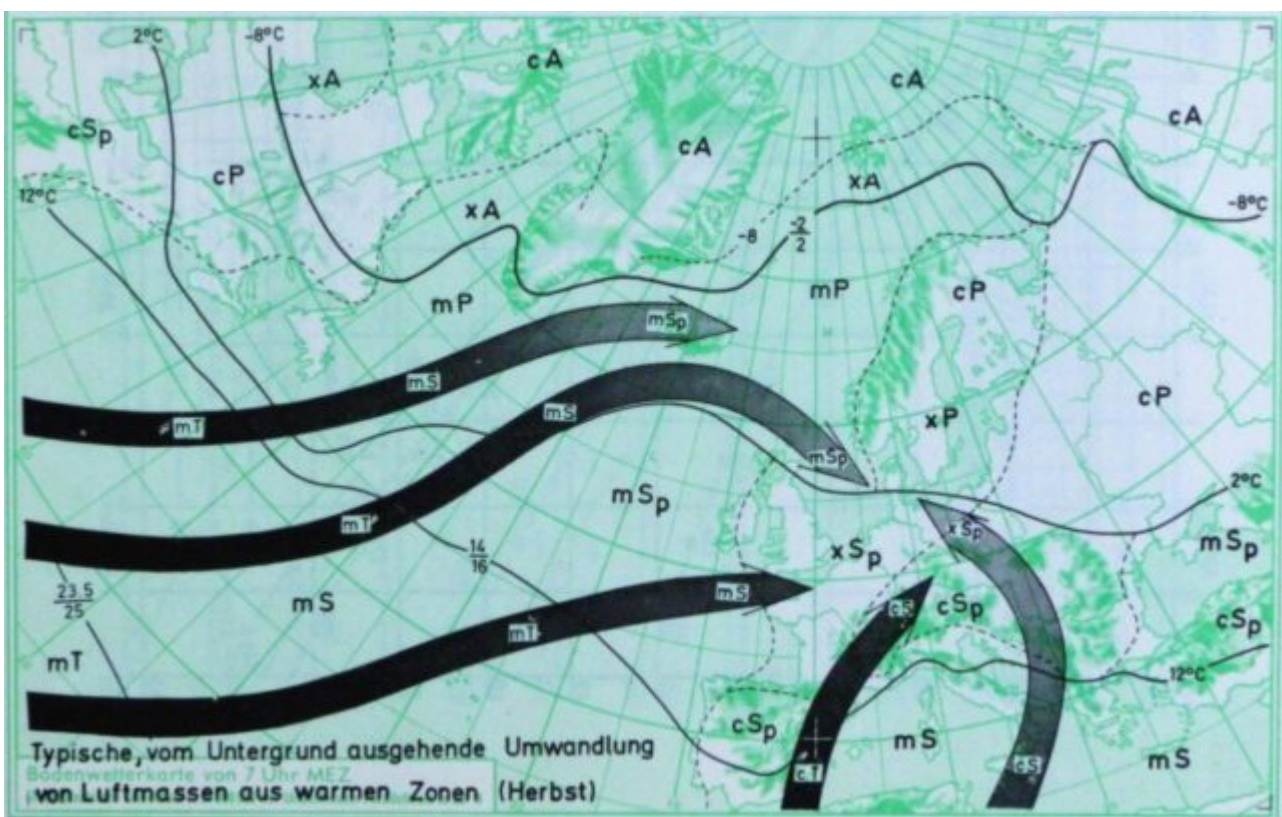 2°C
-8°C
xA
cA
cA
cSp
cA
cA
cP
12°C
xA
xA
-8°C
-8
-2
2
mP
mP
cP
mSp
cP
mS
mT
mS
xP
mSp
2°C
mSp
mT
xSp
xSp
mSp
14
16
23.5
25
mS
mS
cS
cSp
cSp
mT
mT
12°C
cSp
mS
mS
cT
cS
Typische, vom Untergrund ausgehende Umwandlung
Bodenwetterkarte von 7 Uhr MEZ
von Luftmassen aus warmen Zonen (Herbst)